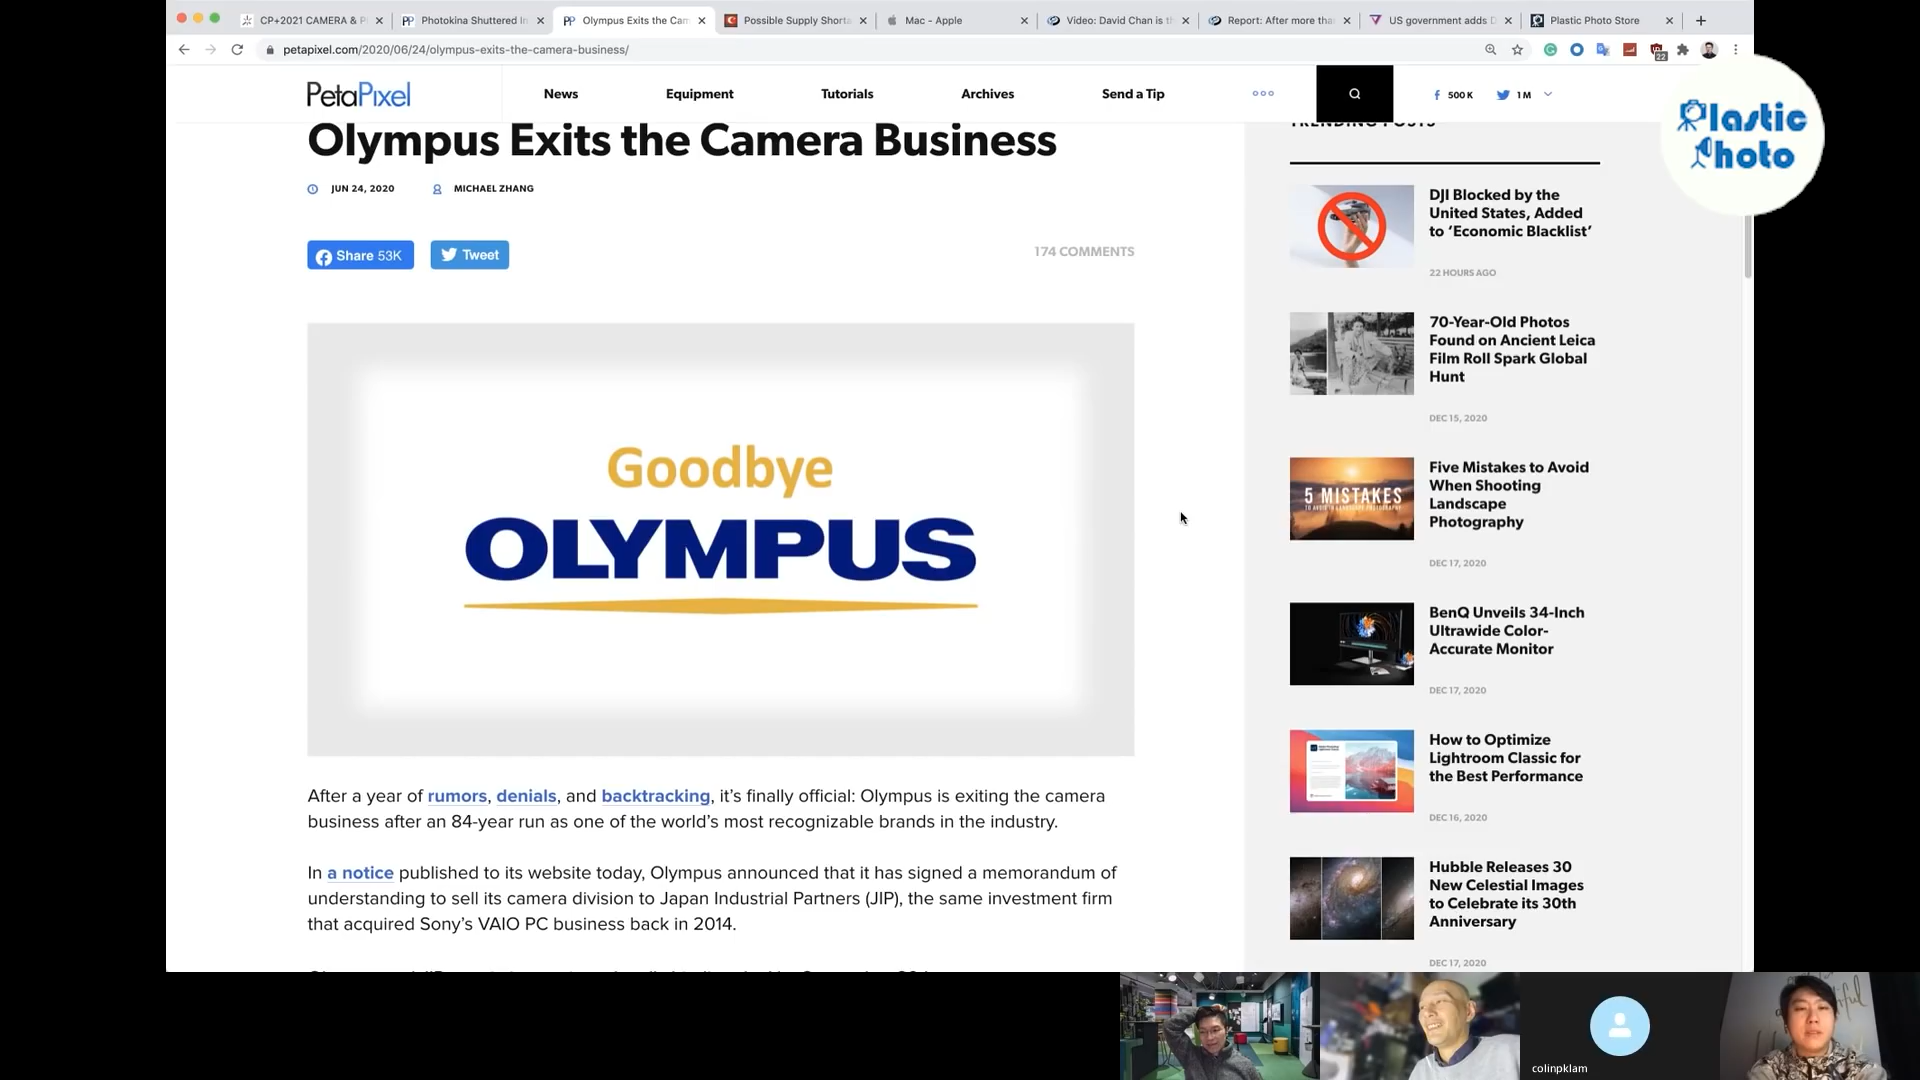 CP+2021 CAMERA & P
Photokina Shuttered In
Olympus Exits the Cam
Possible Supply Shorta
Mac - Apple
Video: David Chan is th
Report: After more tha
US government adds D
Plastic Photo Store
petapixel.com/2020/06/24/olympus-exits-the-camera-business/
22
PetaPixel
News
Equipment
Tutorials
Archives
Send a Tip
500 K
1 M
Plastic
Photo
Olympus Exits the Camera Business
JUN 24, 2020
MICHAEL ZHANG
Share 53K
Tweet
174 COMMENTS
Goodbye
OLYMPUS
After a year of rumors, denials, and backtracking, it’s finally official: Olympus is exiting the camera
business after an 84-year run as one of the world’s most recognizable brands in the industry.
In a notice published to its website today, Olympus announced that it has signed a memorandum of
understanding to sell its camera division to Japan Industrial Partners (JIP), the same investment firm
that acquired Sony’s VAIO PC business back in 2014.
TRENDING POSTS
DJI Blocked by the
United States, Added
to ‘Economic Blacklist’
22 HOURS AGO
70-Year-Old Photos
Found on Ancient Leica
Film Roll Spark Global
Hunt
DEC 15, 2020
5 MISTAKES
Five Mistakes to Avoid
When Shooting
Landscape
Photography
DEC 17, 2020
BenQ Unveils 34-Inch
Ultrawide Color-
Accurate Monitor
DEC 17, 2020
How to Optimize
Lightroom Classic for
the Best Performance
DEC 16, 2020
Hubble Releases 30
New Celestial Images
to Celebrate its 30th
Anniversary
DEC 17, 2020
colinpklam